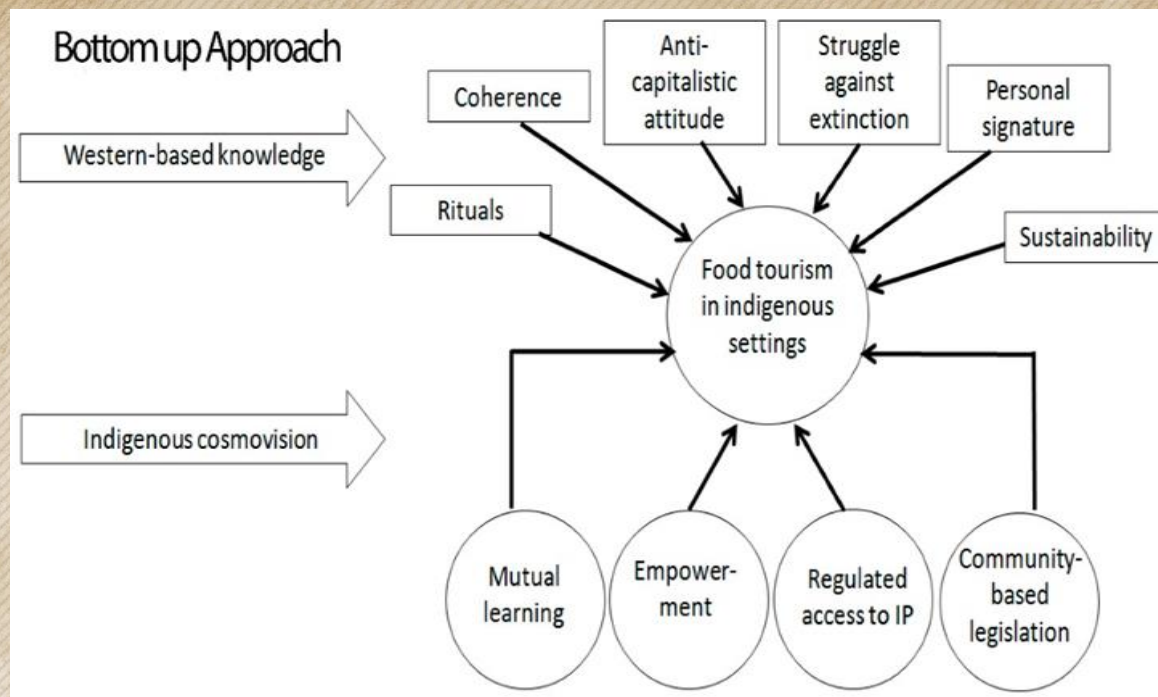 Bottom up Approach
Western-based knowledge
Coherence
Anti-
capitalistic
attitude
Struggle
against
extinction
Personal
signature
Rituals
Sustainability
Food tourism
in indigenous
settings
Indigenous cosmovision
Mutual
learning
Empower-
ment
Regulated
access to IP
Community-
based
legislation